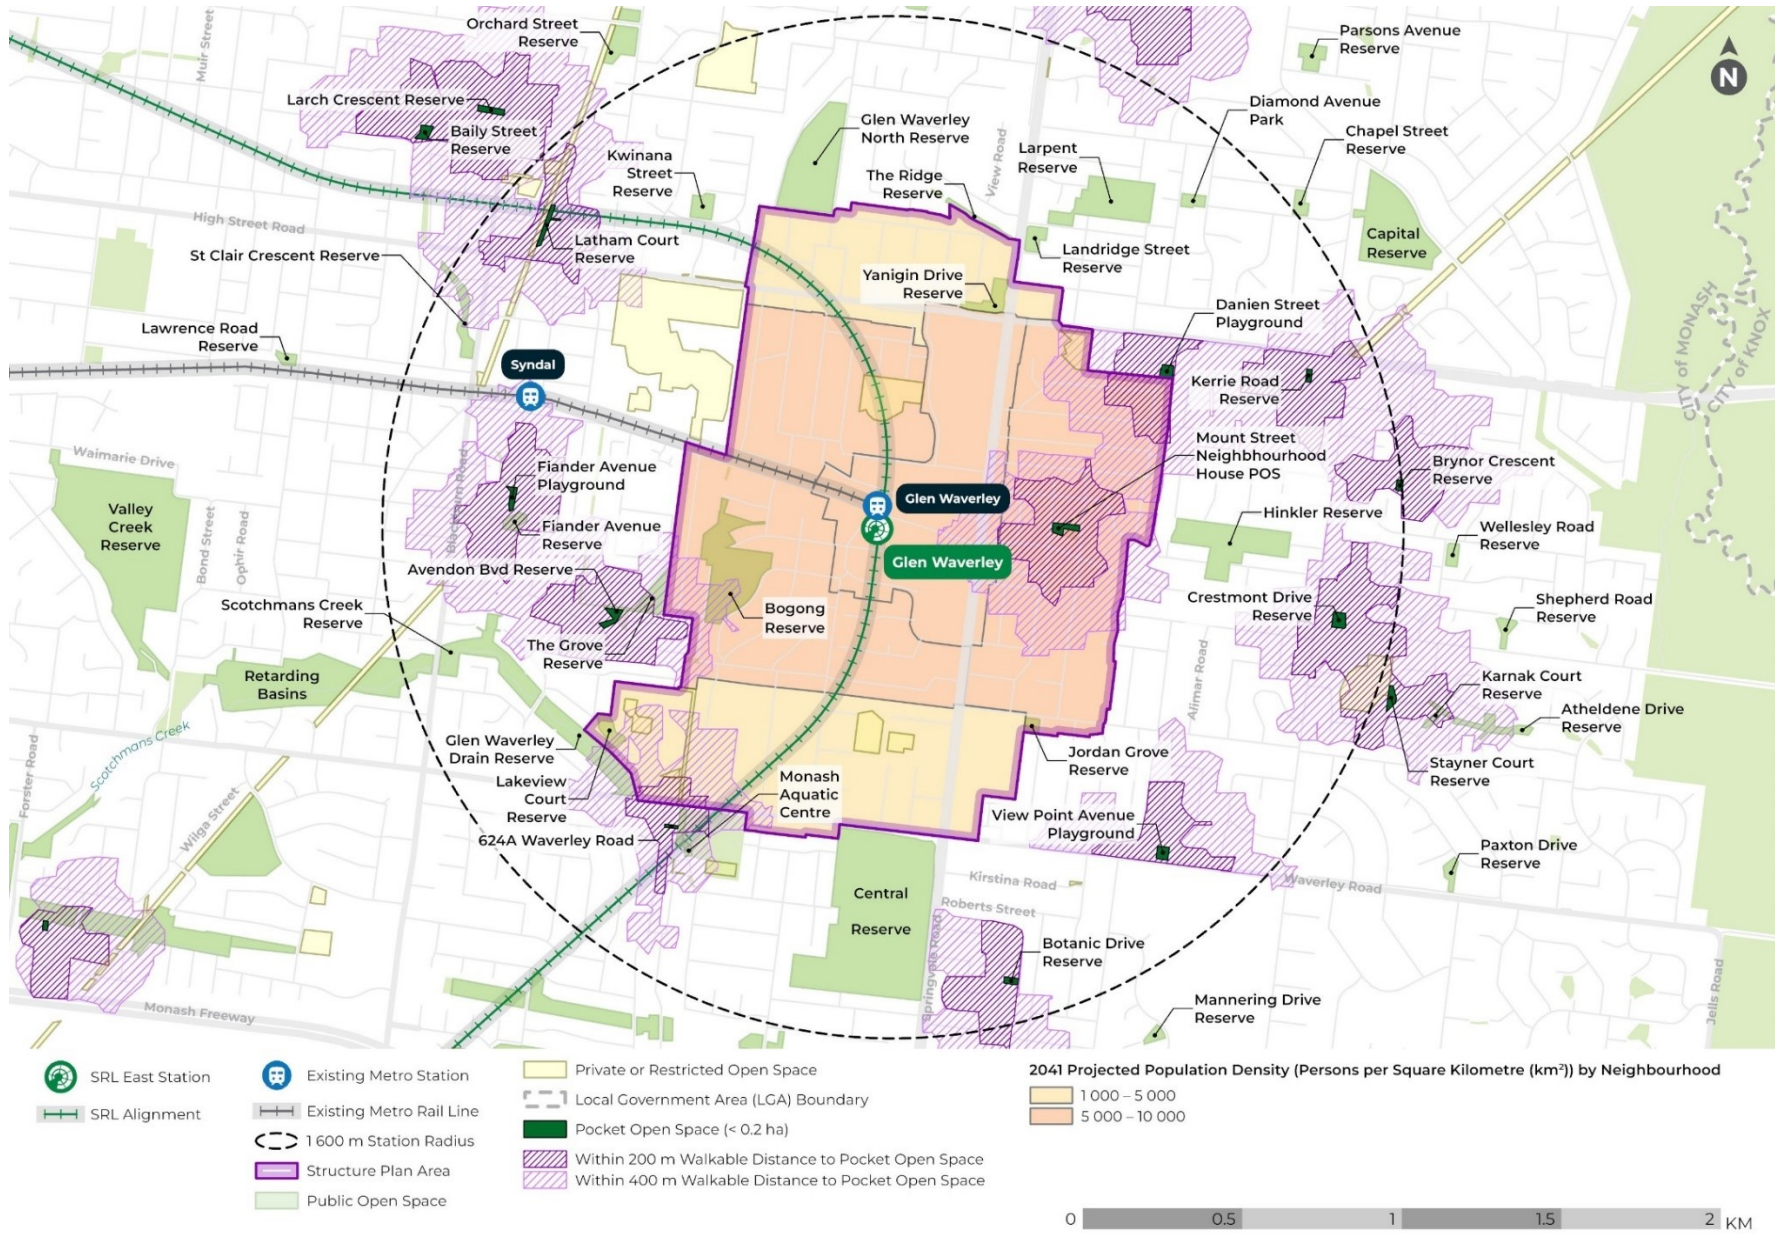 Orchard Street
Reserve
Muir Street
Larch Crescent Reserve
Baily Street
Reserve
Kwinana
Street
Reserve
Glen Waverley
North Reserve
The Ridge
Reserve
View Road
Larpent
Reserve
Parsons Avenue
Reserve
N
Diamond Avenue
Park
Chapel Street
Reserve
High Street Road
St Clair Crescent Reserve
Latham Court
Reserve
Landridge Street
Reserve
Capital
Reserve
Yanigin Drive
Reserve
Danien Street
Playground
CITY of MONASH
CITY of KNOX
Lawrence Road
Reserve
Syndal
Kerrie Road
Reserve
Mount Street
Neighbhourhood
House POS
Waimarie Drive
Blackburn Road
Fiander Avenue
Playground
Brynor Crescent
Reserve
Valley
Creek
Reserve
Bond Street
Ophir Road
Fiander Avenue
Reserve
Glen Waverley
Glen Waverley
Hinkler Reserve
Wellesley Road
Reserve
Avendon Bvd Reserve
Scotchmans Creek
Reserve
Bogong
Reserve
Crestmont Drive
Reserve
Shepherd Road
Reserve
The Grove
Reserve
Retarding
Basins
Alimar Road
Karnak Court
Reserve
Atheldene Drive
Reserve
Scotchmans Creek
Forster Road
Glen Waverley
Drain Reserve
Lakeview
Court
Reserve
Monash
Aquatic
Centre
Jordan Grove
Reserve
Stayner Court
Reserve
Wilga Street
624A Waverley Road
View Point Avenue
Playground
Paxton Drive
Reserve
Kirstina Road
Waverley Road
Central
Reserve
Roberts Street
Springvale Road
Botanic Drive
Reserve
Mannering Drive
Reserve
Jells Road
Monash Freeway
SRL East Station
SRL Alignment
Existing Metro Station
Existing Metro Rail Line
1 600 m Station Radius
Structure Plan Area
Public Open Space
Private or Restricted Open Space
Local Government Area (LGA) Boundary
Pocket Open Space (< 0.2 ha)
Within 200 m Walkable Distance to Pocket Open Space
Within 400 m Walkable Distance to Pocket Open Space
2041 Projected Population Density (Persons per Square Kilometre (km²)) by Neighbourhood
1 000 – 5 000
5 000 – 10 000
0 0.5 1 1.5 2 KM